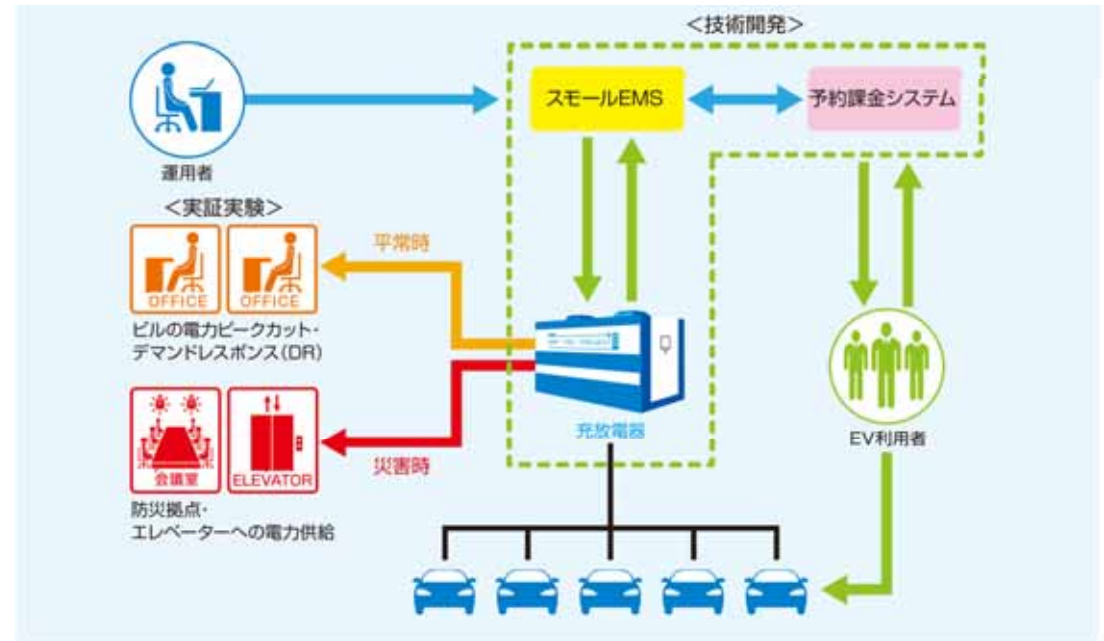 ＜技術開発＞
スモールEMS
予約課金システム
運用者
＜実証実験＞
平常時
OFFICE
OFFICE
ビルの電力ピークカット・
デマンドレスポンス（DR）
充放電器
EV利用者
会議室
ELEVATOR
災害時
防災拠点・
エレベーターへの電力供給